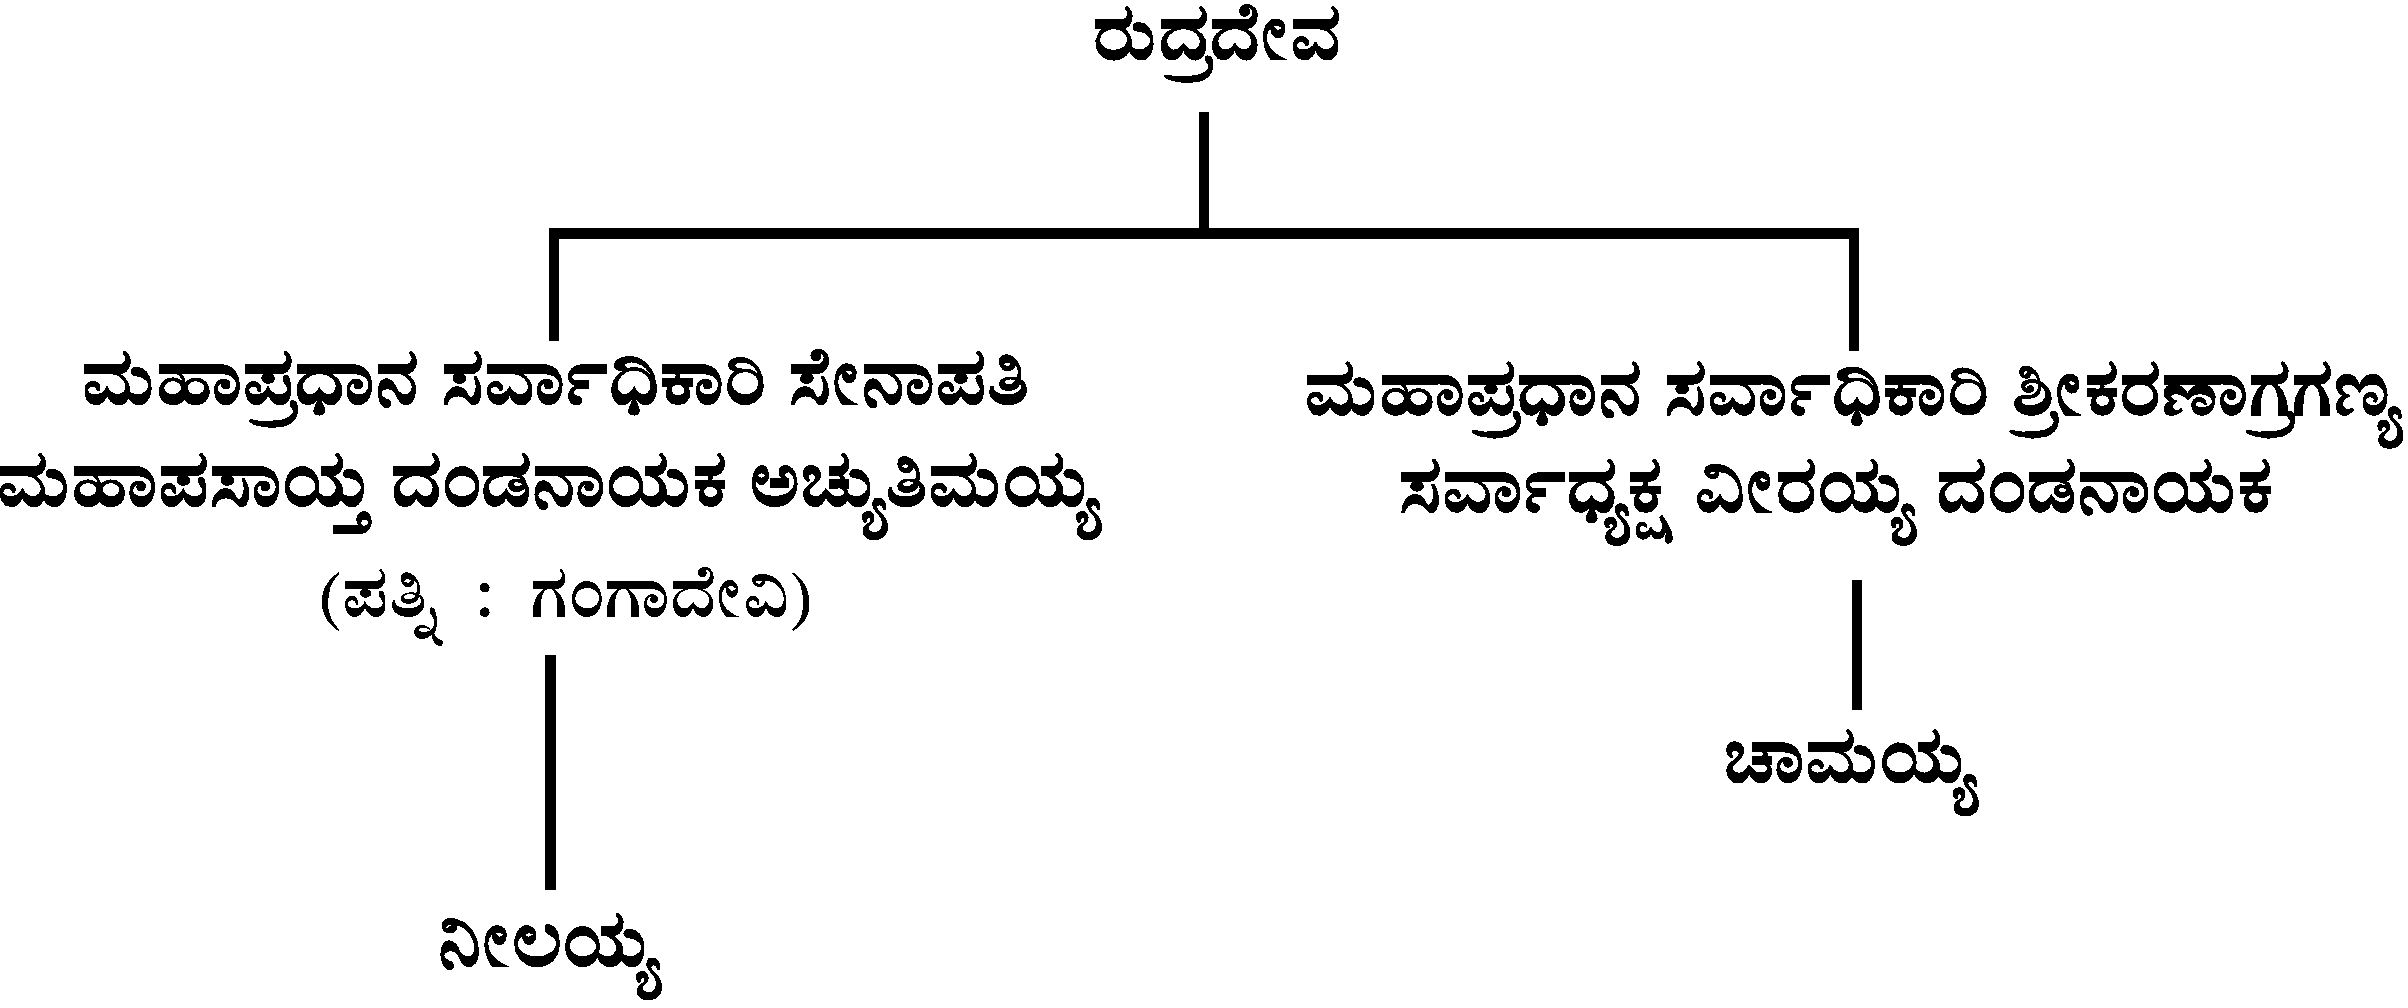 ರುದ್ರದೇವ
ಮಹಾಪ್ರಧಾನ ಸರ್ವಾಧಿಕಾರಿ ಸೇನಾಪತಿ
ಮಹಾಪಸಾಯ್ತ ದಂಡನಾಯಕ ಅಚ್ಯುತಿಮಯ್ಯ
(ಪತ್ನಿ : ಗಂಗಾದೇವಿ)
ನೀಲಯ್ಯ
ಮಹಾಪ್ರಧಾನ ಸರ್ವಾಧಿಕಾರಿ ಶ್ರೀಕರಣಾಗ್ರಗಣ್ಯ
ಸರ್ವಾಧ್ಯಕ್ಷ ವೀರಯ್ಯ ದಂಡನಾಯಕ
ಚಾಮಯ್ಯ